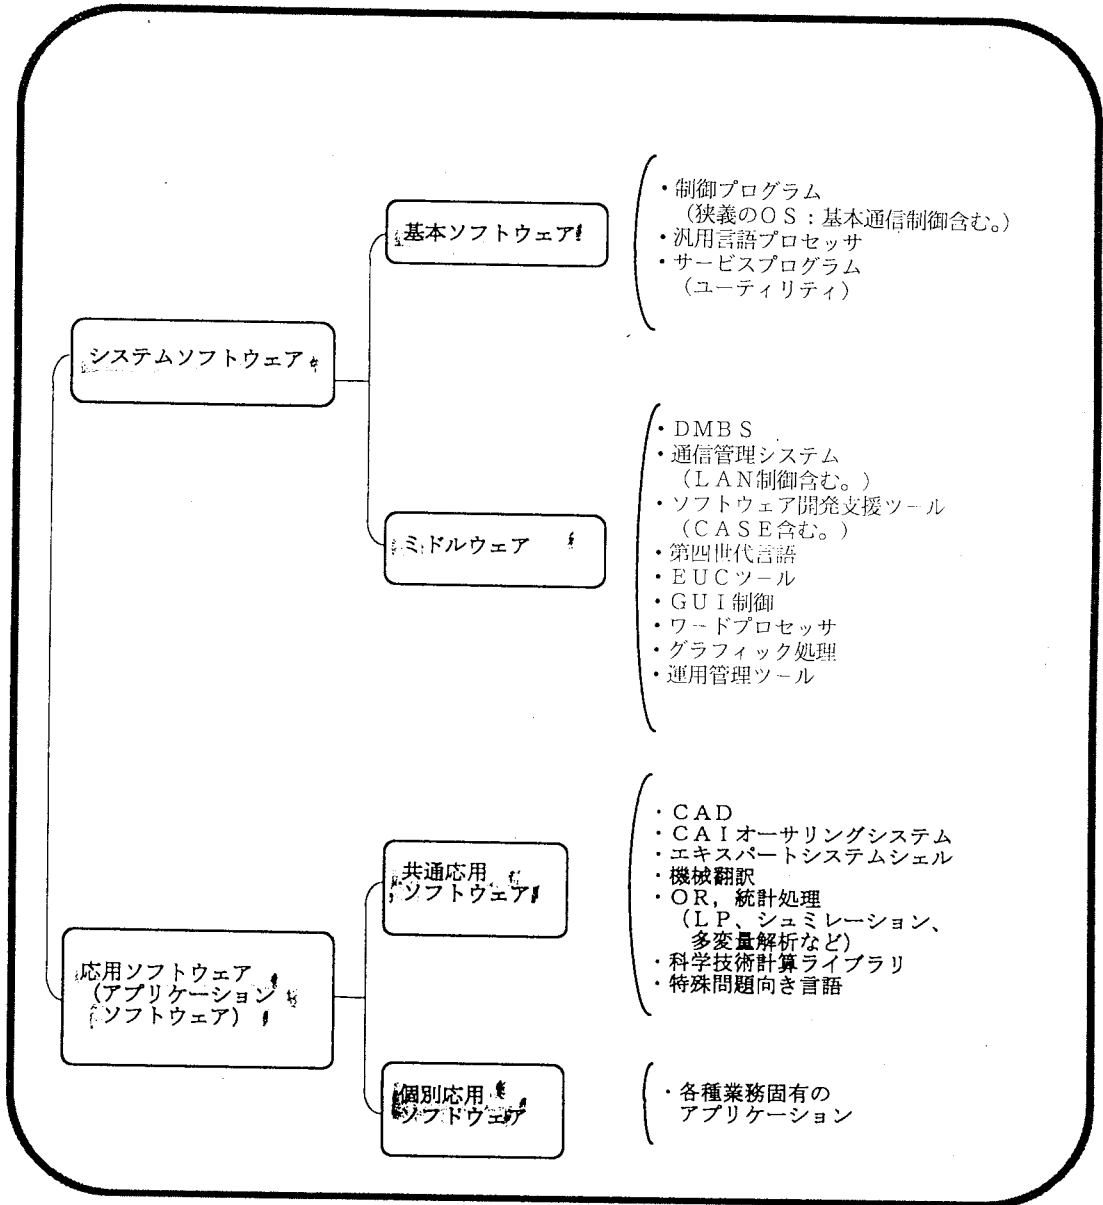 基本ソフトウェア
・制御プログラム
（狭義のＯＳ：基本通信制御含む。）
・汎用言語プロセッサ
・サービスプログラム
（ユーティリティ）
システムソフトウェア
ミドルウェア
・ＤＭＢＳ
・通信管理システム
（ＬＡＮ制御含む。）
・ソフトウェア開発支援ツール
（ＣＡＳＥ含む。）
・第四世代言語
・ＥＵＣツール
・ＧＵＩ制御
・ワードプロセッサ
・グラフィック処理
・運用管理ツール
共通応用
ソフトウェア
・ＣＡＤ
・ＣＡＩオーサリングシステム
・エキスパートシステムシェル
・機械翻訳
・ＯＲ，統計処理
（ＬＰ、シュミレーション、
多変量解析など）
・科学技術計算ライブラリ
・特殊問題向き言語
応用ソフトウェア
（アプリケーション
ソフトウェア）
個別応用
ソフトウェア
・各種業務固有の
アプリケーション